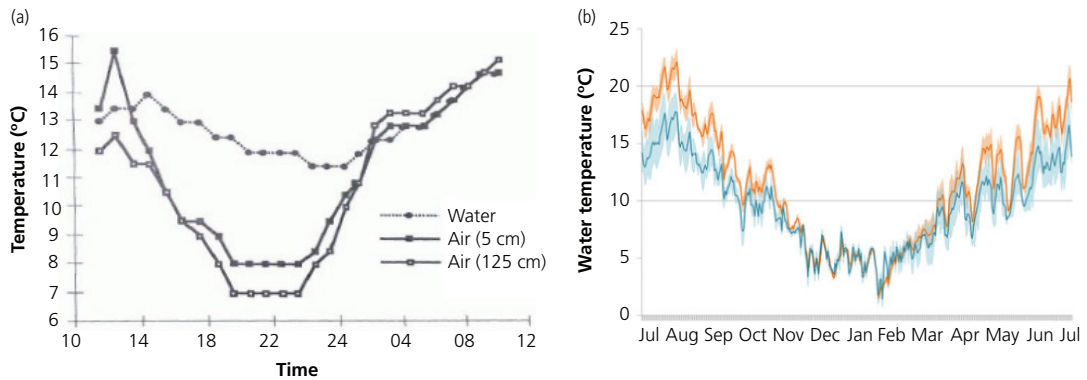 (a)
Temperature (°C)
16
15
14
13
12
11
10
9
8
7
6
10 14 18 22 24 04 08 12
Time
Water
Air (5 cm)
Air (125 cm)
(b)
Water temperature (°C)
25
20
15
10
5
0
Jul Aug Sep Oct Nov Dec Jan Feb Mar Apr May Jun Jul